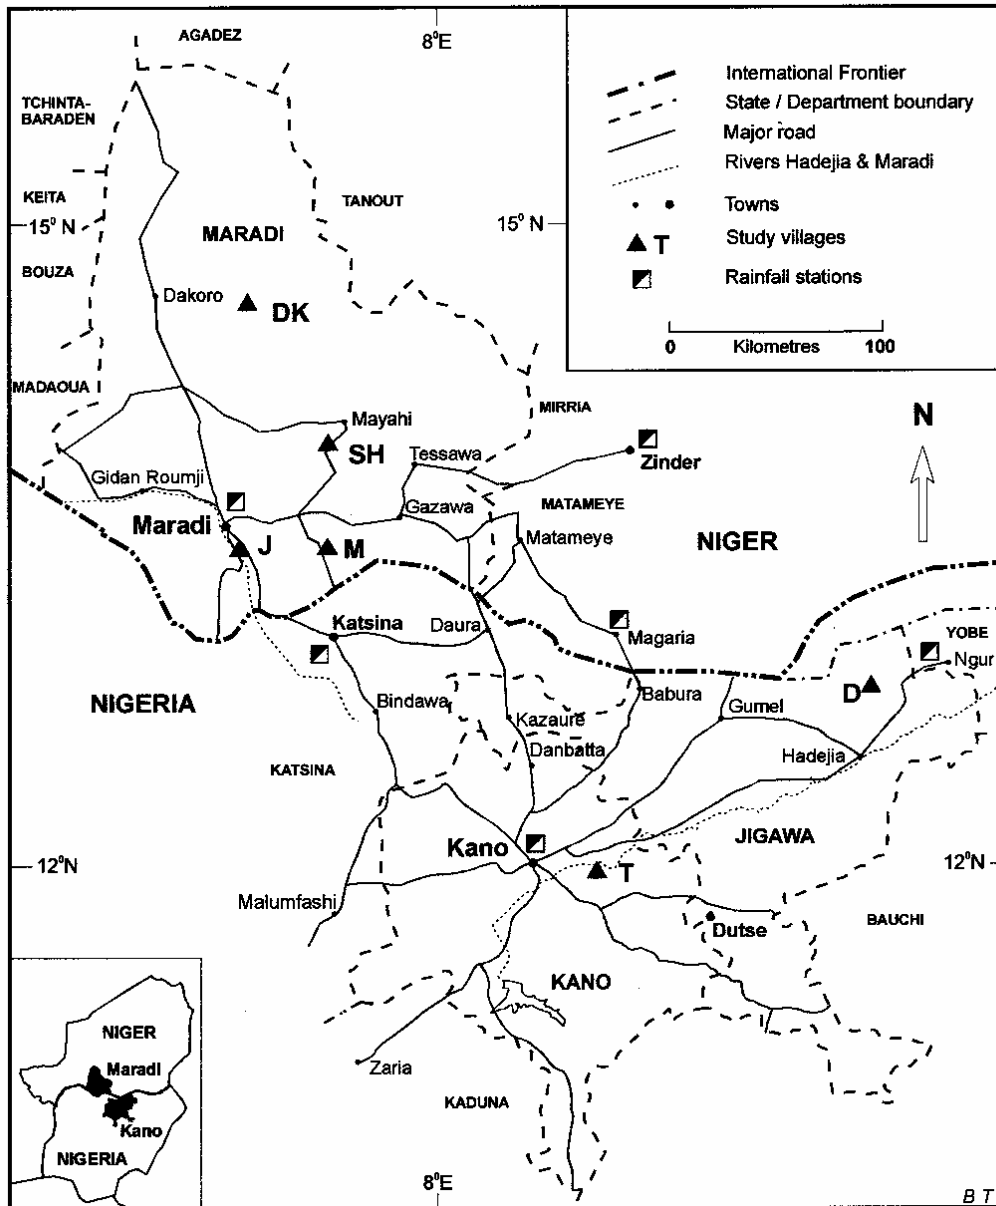 AGADEZ
8°E
TCHINTA-
BARADEN
KEITA
TANOUT
15° N
15° N
MARADI
BOUZA
Dakoro
DK
MADAOUA
MIRRIA
Mayahi
SH
Tessawa
Zinder
Gidan Roumji
Gazawa
MATAMEYE
Maradi
J
M
Matameye
NIGER
N
Katsina
Daura
Magaria
YOBE
Ngur
NIGERIA
Bindawa
Babura
D
Kazaure
Gumel
Danbatta
Hadejia
KATSINA
JIGAWA
Kano
12°N
12°N
T
Malumfashi
Dutse
BAUCHI
KANO
Zaria
KADUNA
8°E
B T
International Frontier
State / Department boundary
Major road
Rivers Hadejia & Maradi
Towns
T Study villages
Rainfall stations
0 Kilometres 100
NIGER
Maradi
Kano
NIGERIA